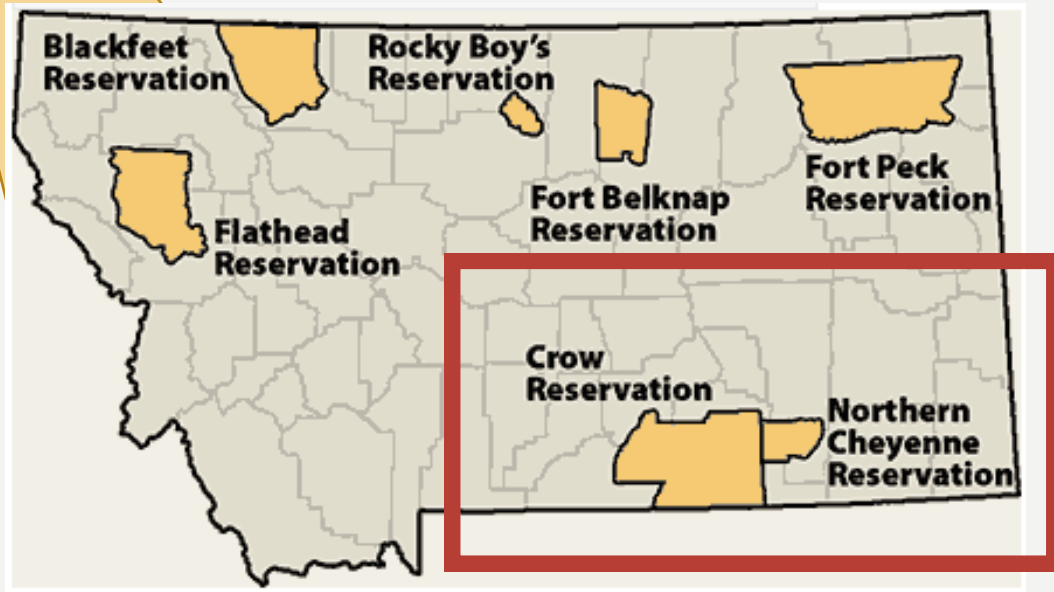 Blackfeet
Reservation
Rocky Boy's
Reservation
Fort Peck
Reservation
Fort Belknap
Reservation
Flathead
Reservation
Crow
Reservation
Northern
Cheyenne
Reservation